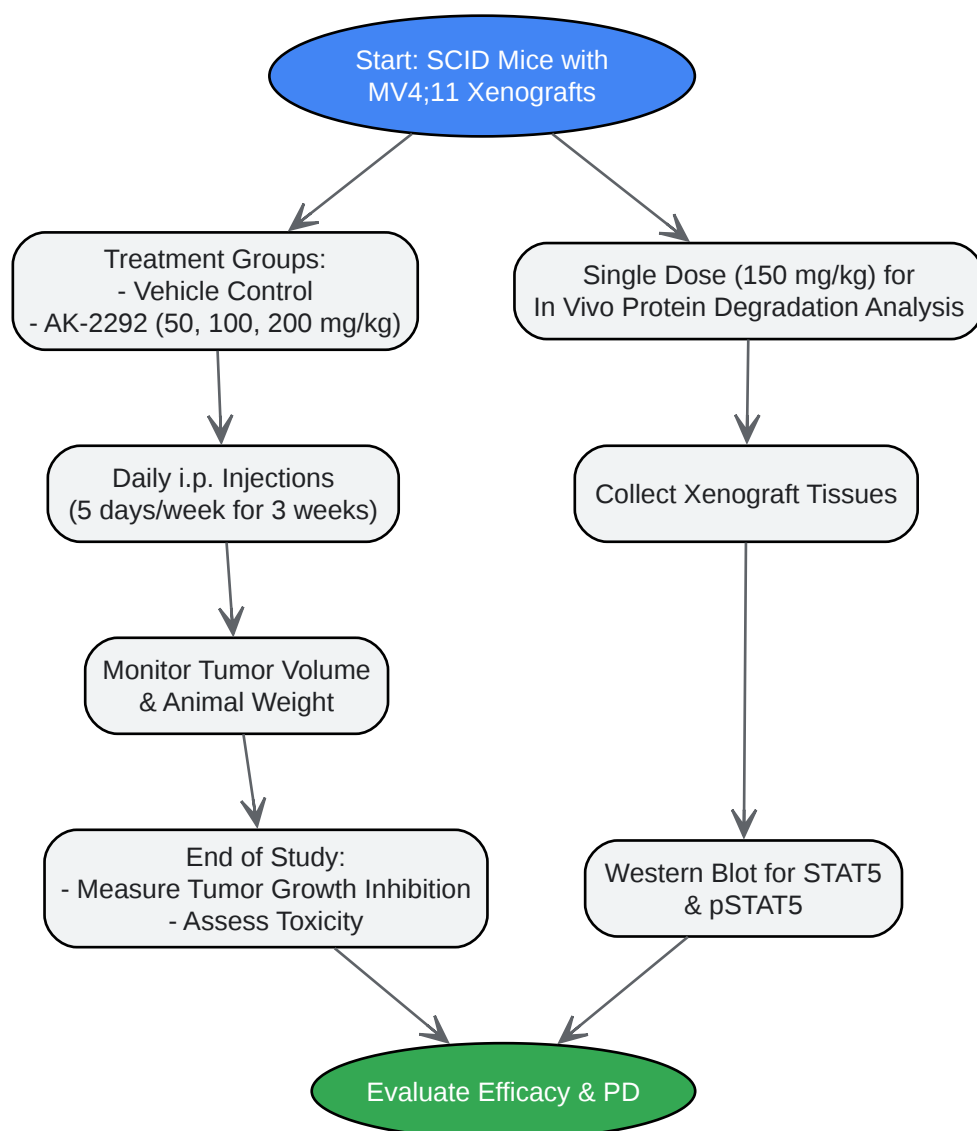 Start: SCID Mice with
MV4;11 Xenografts
Treatment Groups:
- Vehicle Control
- AK-2292 (50, 100, 200 mg/kg)
Single Dose (150 mg/kg) for
In Vivo Protein Degradation Analysis
Daily i.p. Injections
(5 days/week for 3 weeks)
Collect Xenograft Tissues
Monitor Tumor Volume
& Animal Weight
End of Study:
- Measure Tumor Growth Inhibition
- Assess Toxicity
Western Blot for STAT5
& pSTAT5
Evaluate Efficacy & PD